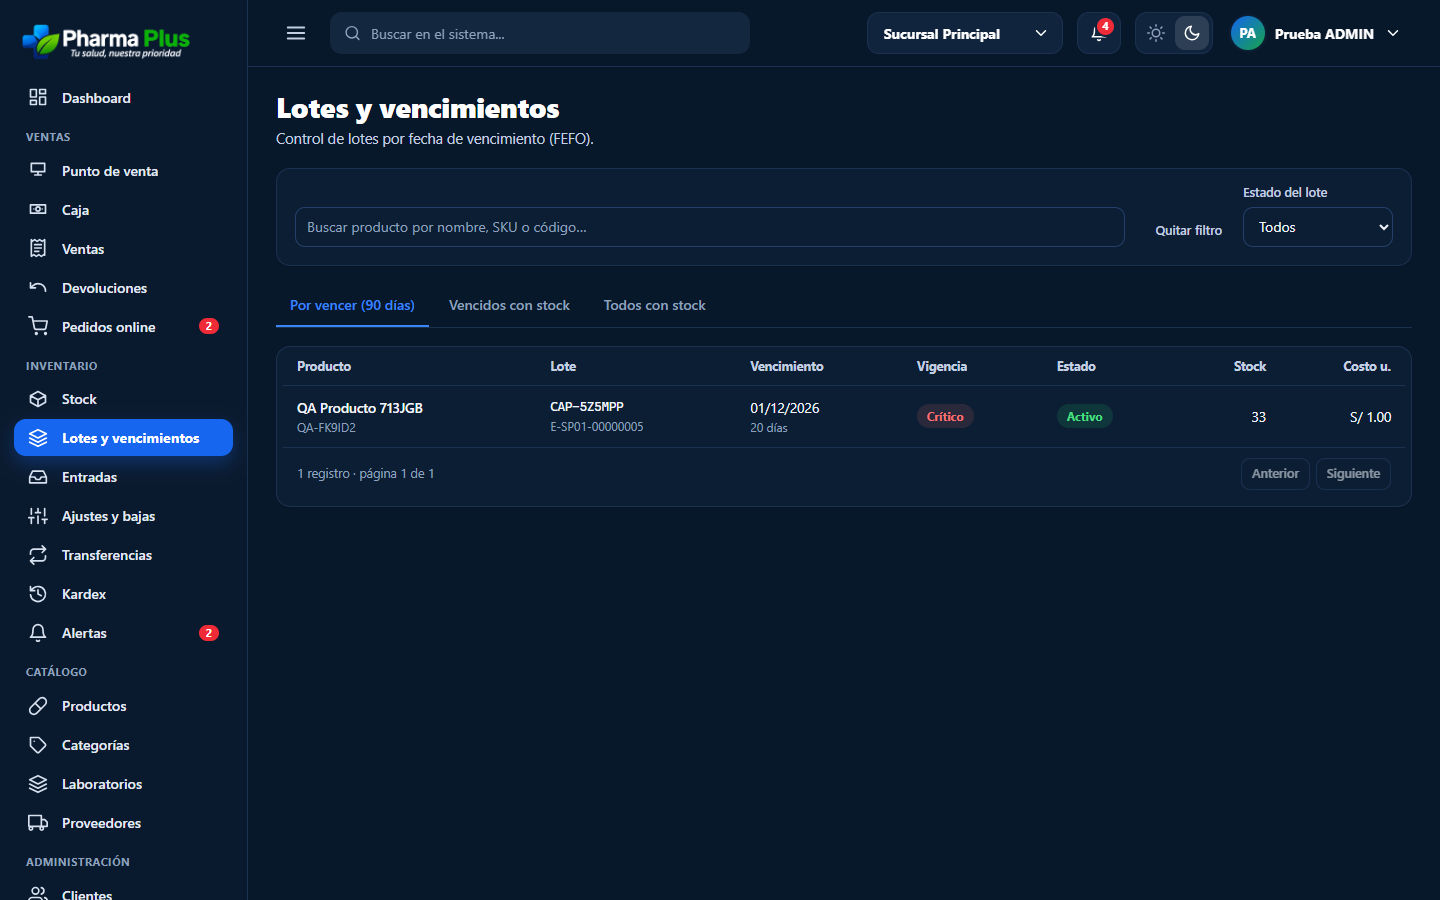 Pharma Plus
Tu salud, nuestra prioridad
Buscar en el sistema...
Sucursal Principal
4
PA
Prueba ADMIN
Dashboard
VENTAS
Punto de venta
Caja
Ventas
Devoluciones
Pedidos online
2
INVENTARIO
Stock
Lotes y vencimientos
Entradas
Ajustes y bajas
Transferencias
Kardex
Alertas
2
CATÁLOGO
Productos
Categorías
Laboratorios
Proveedores
ADMINISTRACIÓN
Clientes
Lotes y vencimientos
Control de lotes por fecha de vencimiento (FEFO).
Estado del lote
Buscar producto por nombre, SKU o código...
Quitar filtro
Todos
Por vencer (90 días)
Vencidos con stock
Todos con stock
Producto Lote Vencimiento Vigencia Estado Stock Costo u.
QA Producto 713JGB CAP-5Z5MPP 01/12/2026 Crítico Activo 33 S/ 1.00
QA-FK9ID2 E-SP01-00000005 20 días
1 registro · página 1 de 1
Anterior
Siguiente